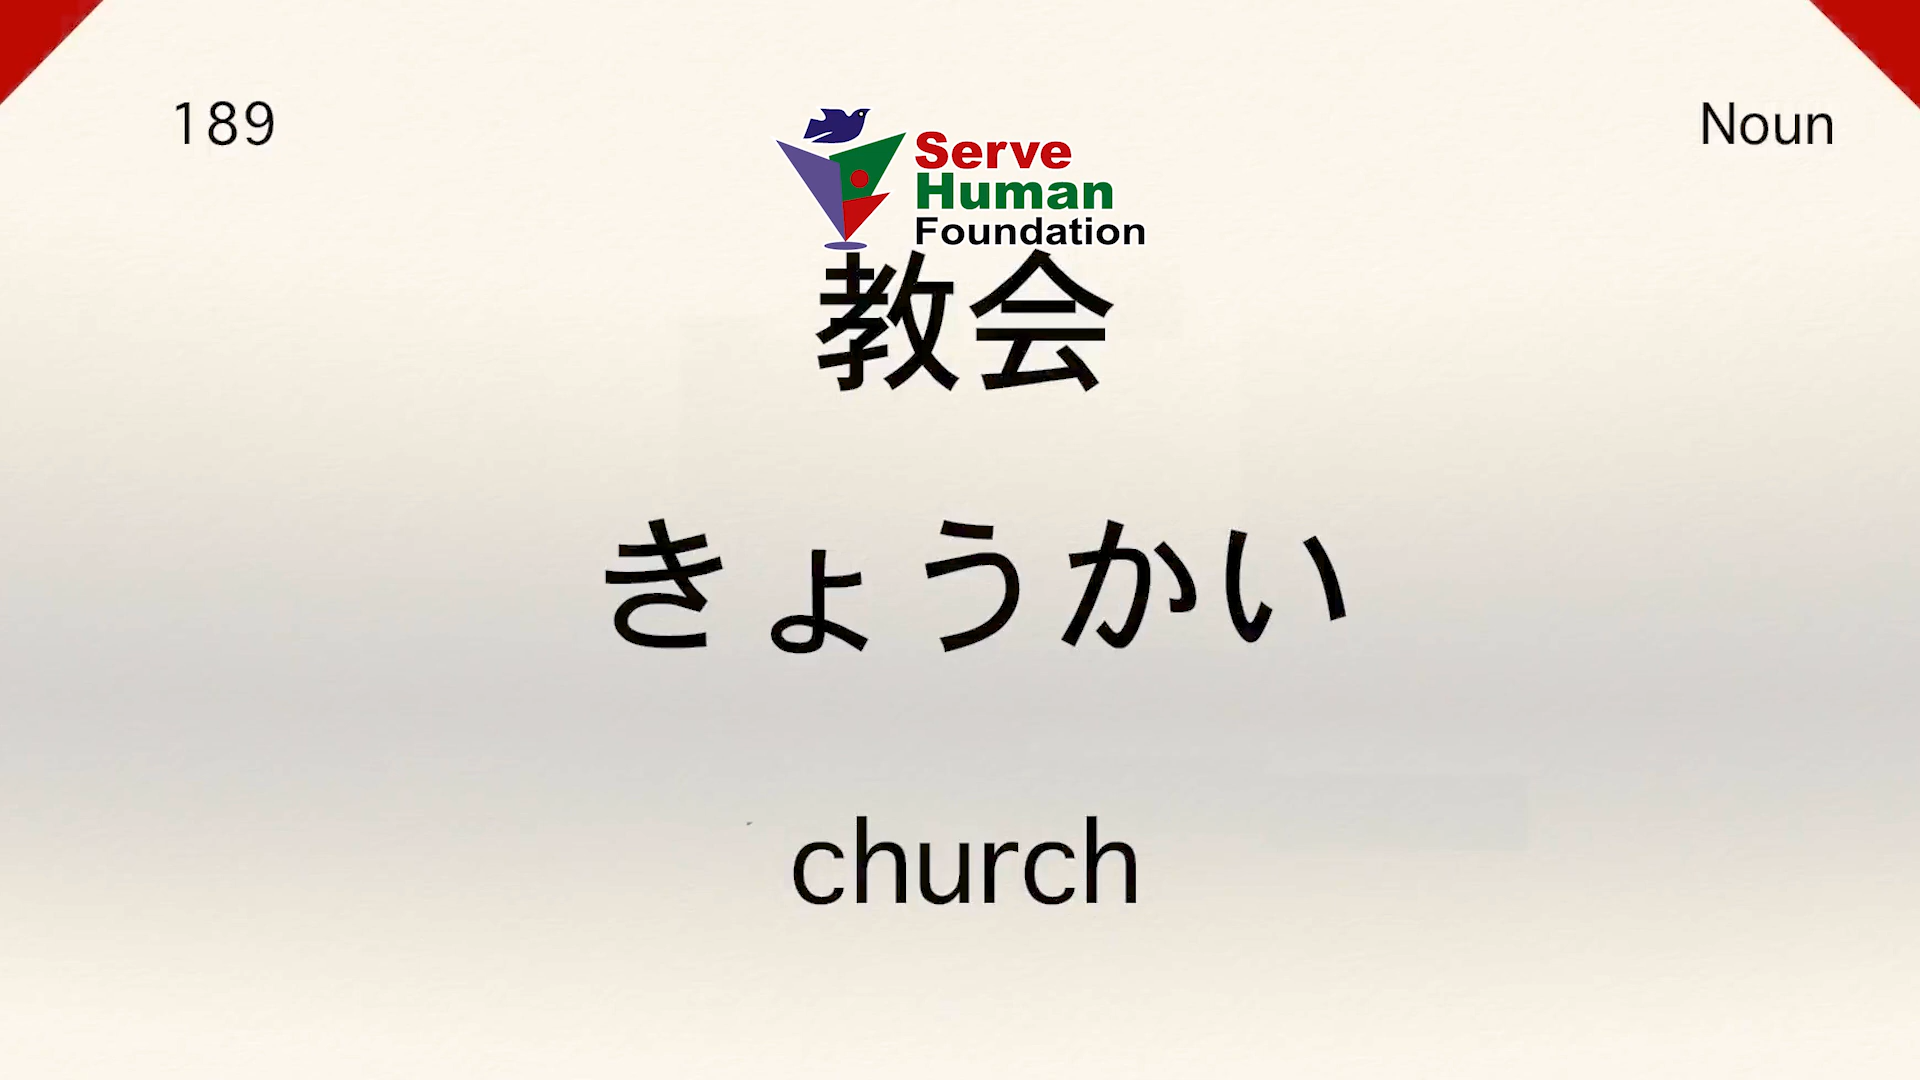 189
Noun
Serve
Human
Foundation
教会
きょうかい
church